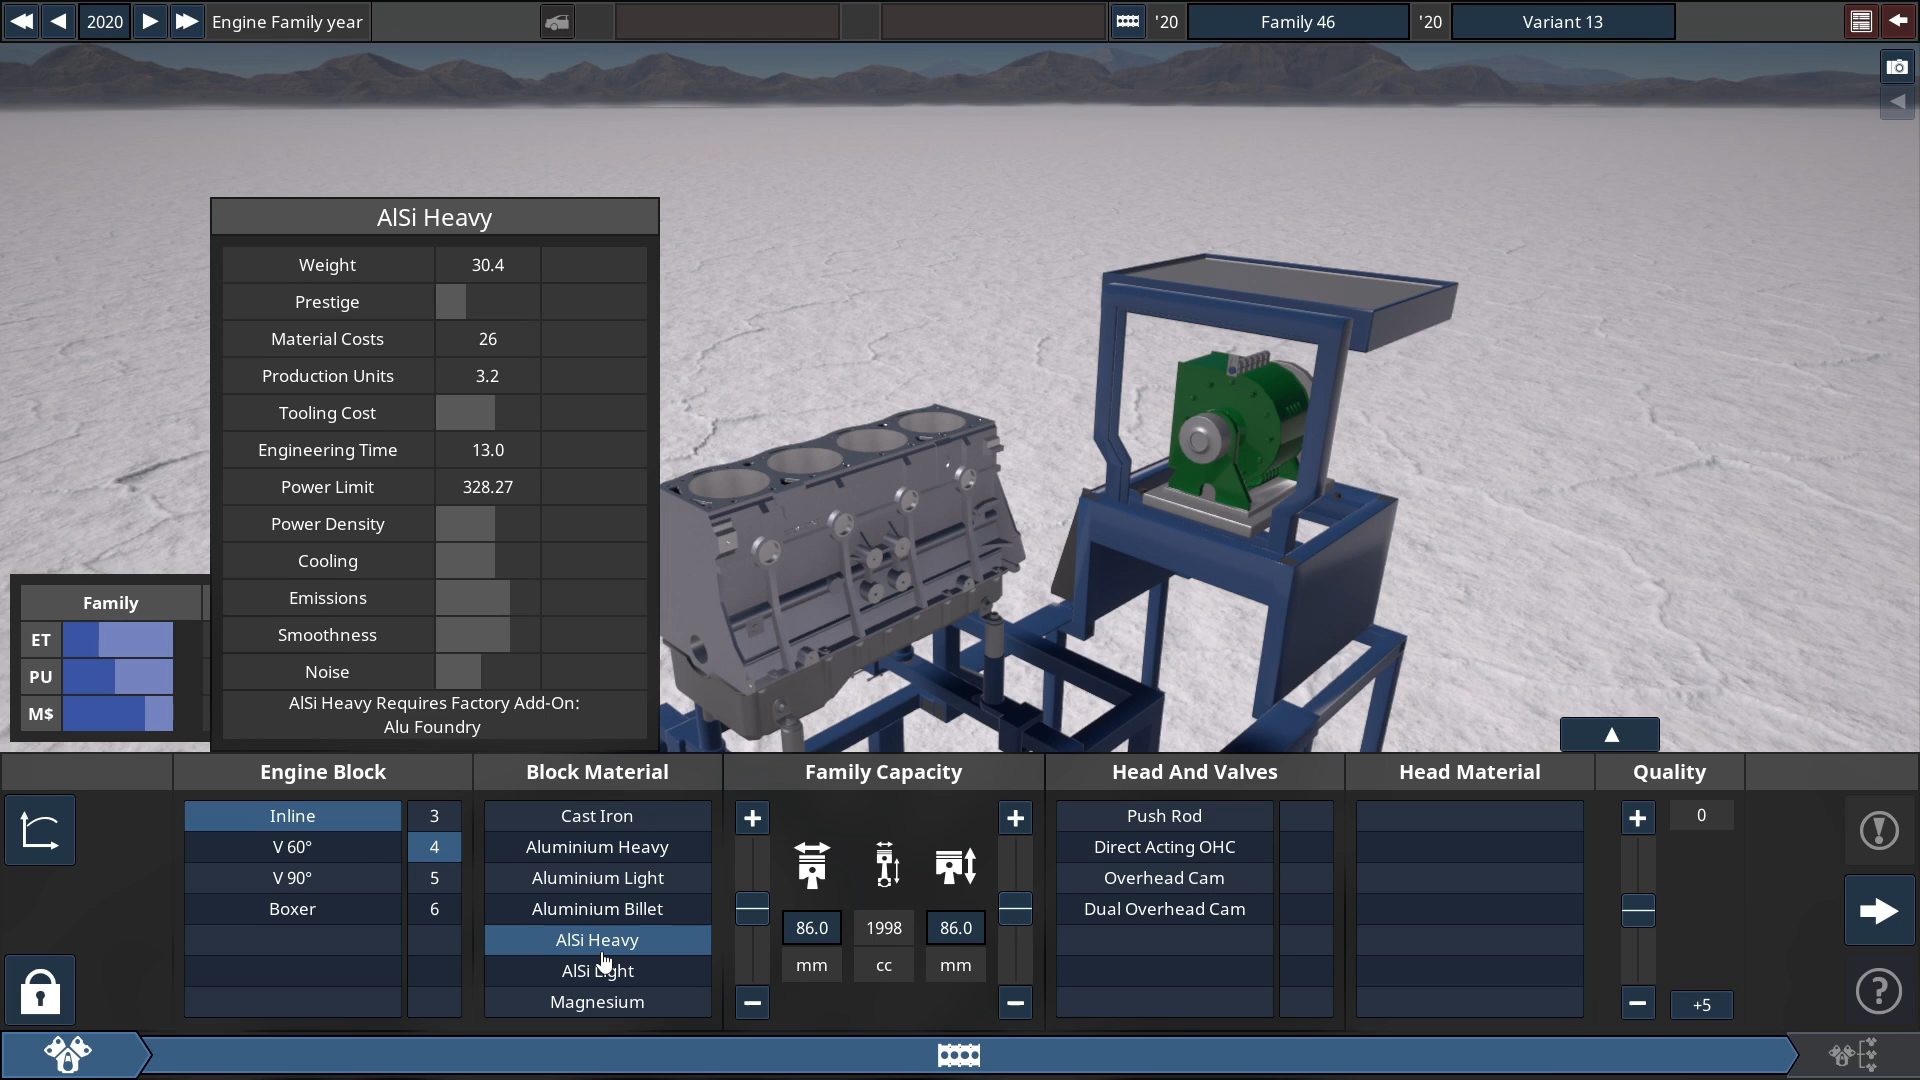 2020 Engine Family year '20 Family 46 '20 Variant 13
AlSi Heavy
Weight 30.4
Prestige
Material Costs 26
Production Units 3.2
Tooling Cost
Engineering Time 13.0
Power Limit 328.27
Power Density
Cooling
Emissions
Smoothness
Noise
AlSi Heavy Requires Factory Add-On:
Alu Foundry
Family
ET
PU
M$
Engine Block
Inline 3
V 60° 4
V 90° 5
Boxer 6
Block Material
Cast Iron
Aluminium Heavy
Aluminium Light
Aluminium Billet
AlSi Heavy
AlSi Light
Magnesium
Family Capacity
86.0 1998 86.0
mm cc mm
Head And Valves
Push Rod
Direct Acting OHC
Overhead Cam
Dual Overhead Cam
Head Material
Quality
0
+5